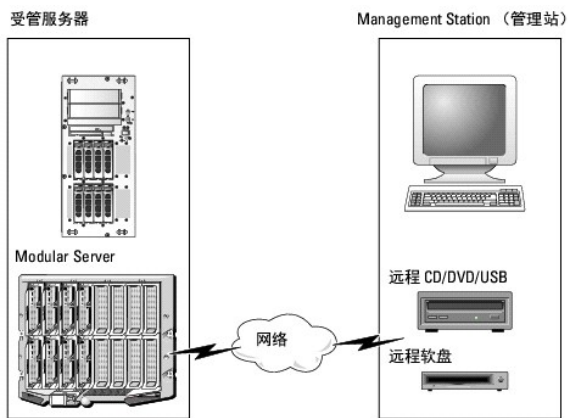 受管服务器
Management Station （管理站）
Modular Server
远程 CD/DVD/USB
网络
远程软盘